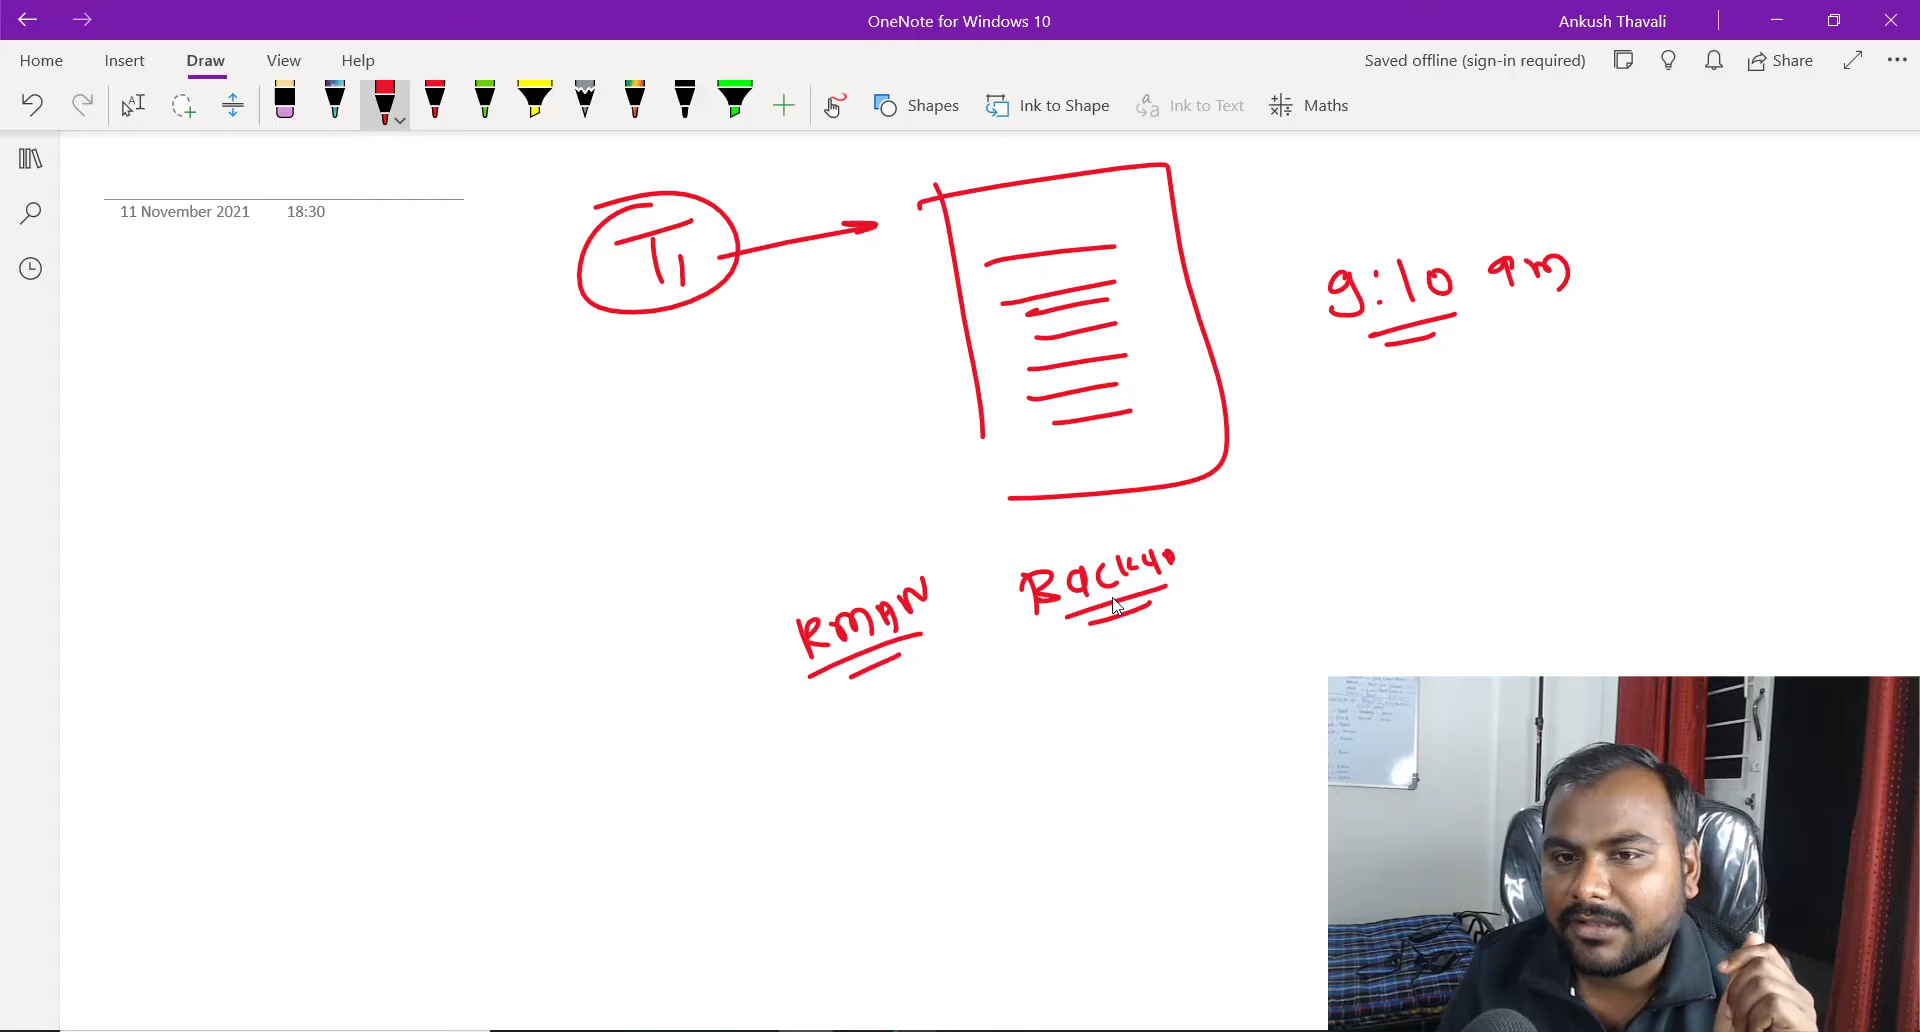 OneNote for Windows 10
Ankush Thavali
Home Insert Draw View Help
Saved offline (sign-in required) Share
Shapes Ink to Shape Ink to Text Maths
11 November 2021 18:30
T1
9:10 am
RMAN Backup